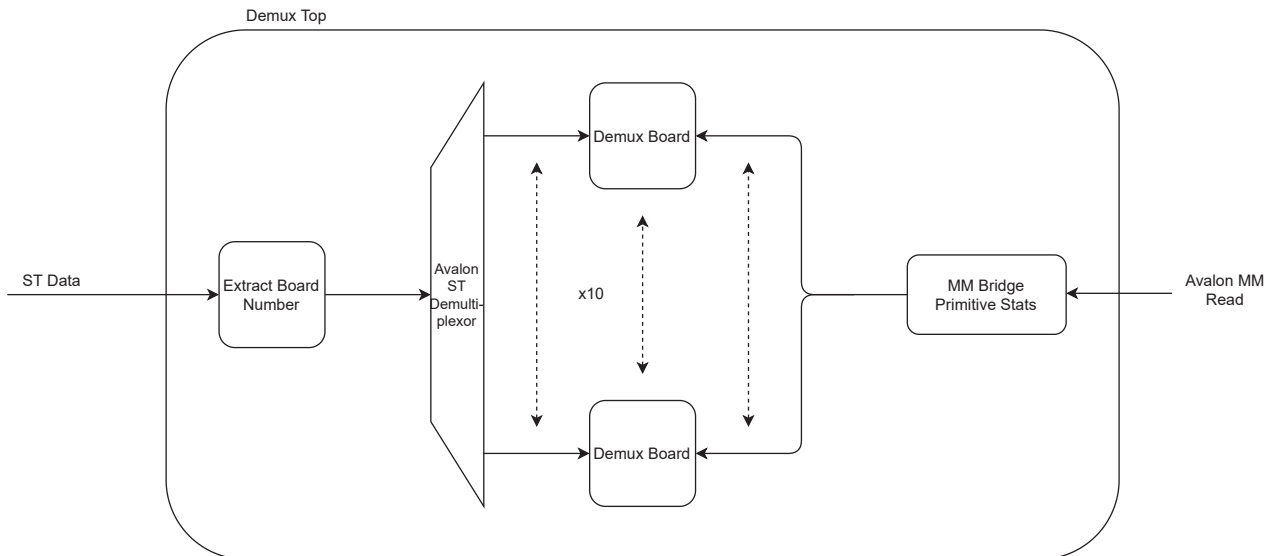 Demux Top
Demux Board
ST Data
Extract Board
Number
Avalon
ST
Demulti-
plexor
x10
MM Bridge
Primitive Stats
Avalon MM
Read
Demux Board